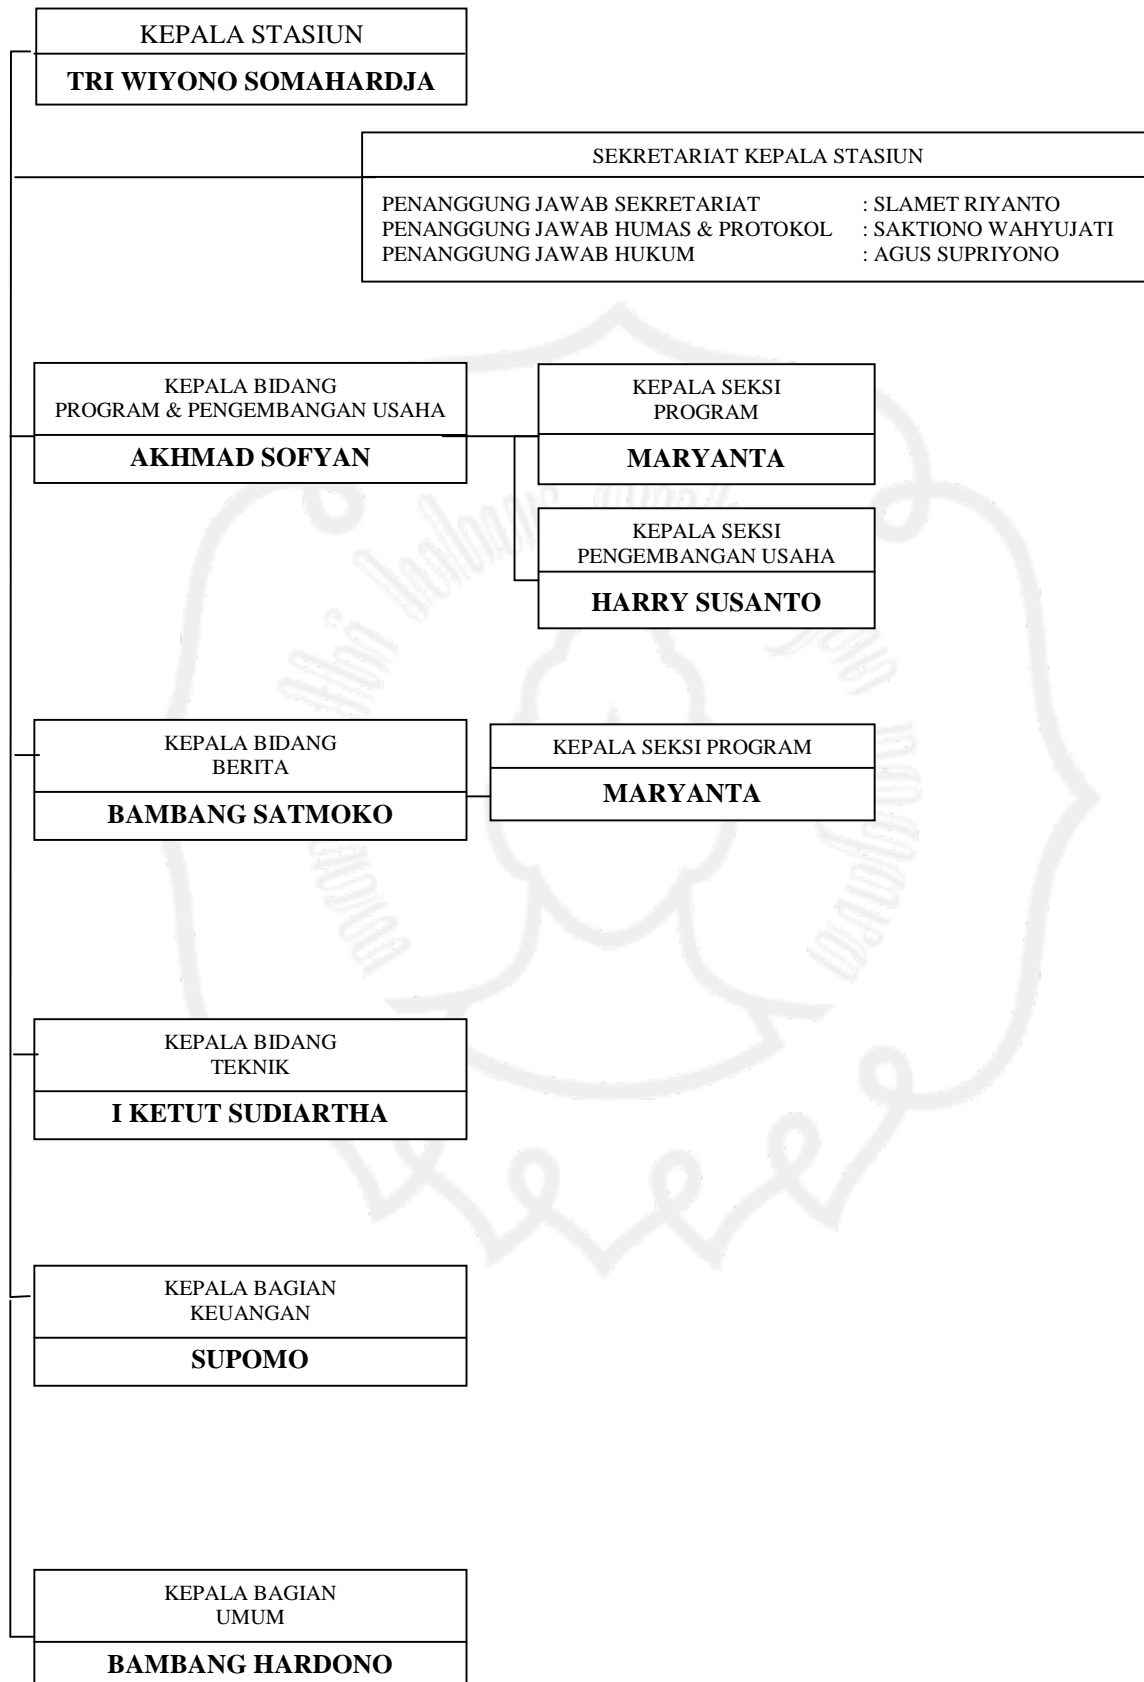 KEPALA STASIUN
TRI WIYONO SOMAHARDJA
SEKRETARIAT KEPALA STASIUN
PENANGGUNG JAWAB SEKRETARIAT : SLAMET RIYANTO
PENANGGUNG JAWAB HUMAS & PROTOKOL : SAKTIONO WAHYUJATI
PENANGGUNG JAWAB HUKUM : AGUS SUPRIYONO
KEPALA BIDANG
PROGRAM & PENGEMBANGAN USAHA
AKHMAD SOFYAN
KEPALA SEKSI
PROGRAM
MARYANTA
KEPALA SEKSI
PENGEMBANGAN USAHA
HARRY SUSANTO
KEPALA BIDANG
BERITA
BAMBANG SATMOKO
KEPALA SEKSI PROGRAM
MARYANTA
KEPALA BIDANG
TEKNIK
I KETUT SUDIARTHA
KEPALA BAGIAN
KEUANGAN
SUPOMO
KEPALA BAGIAN
UMUM
BAMBANG HARDONO